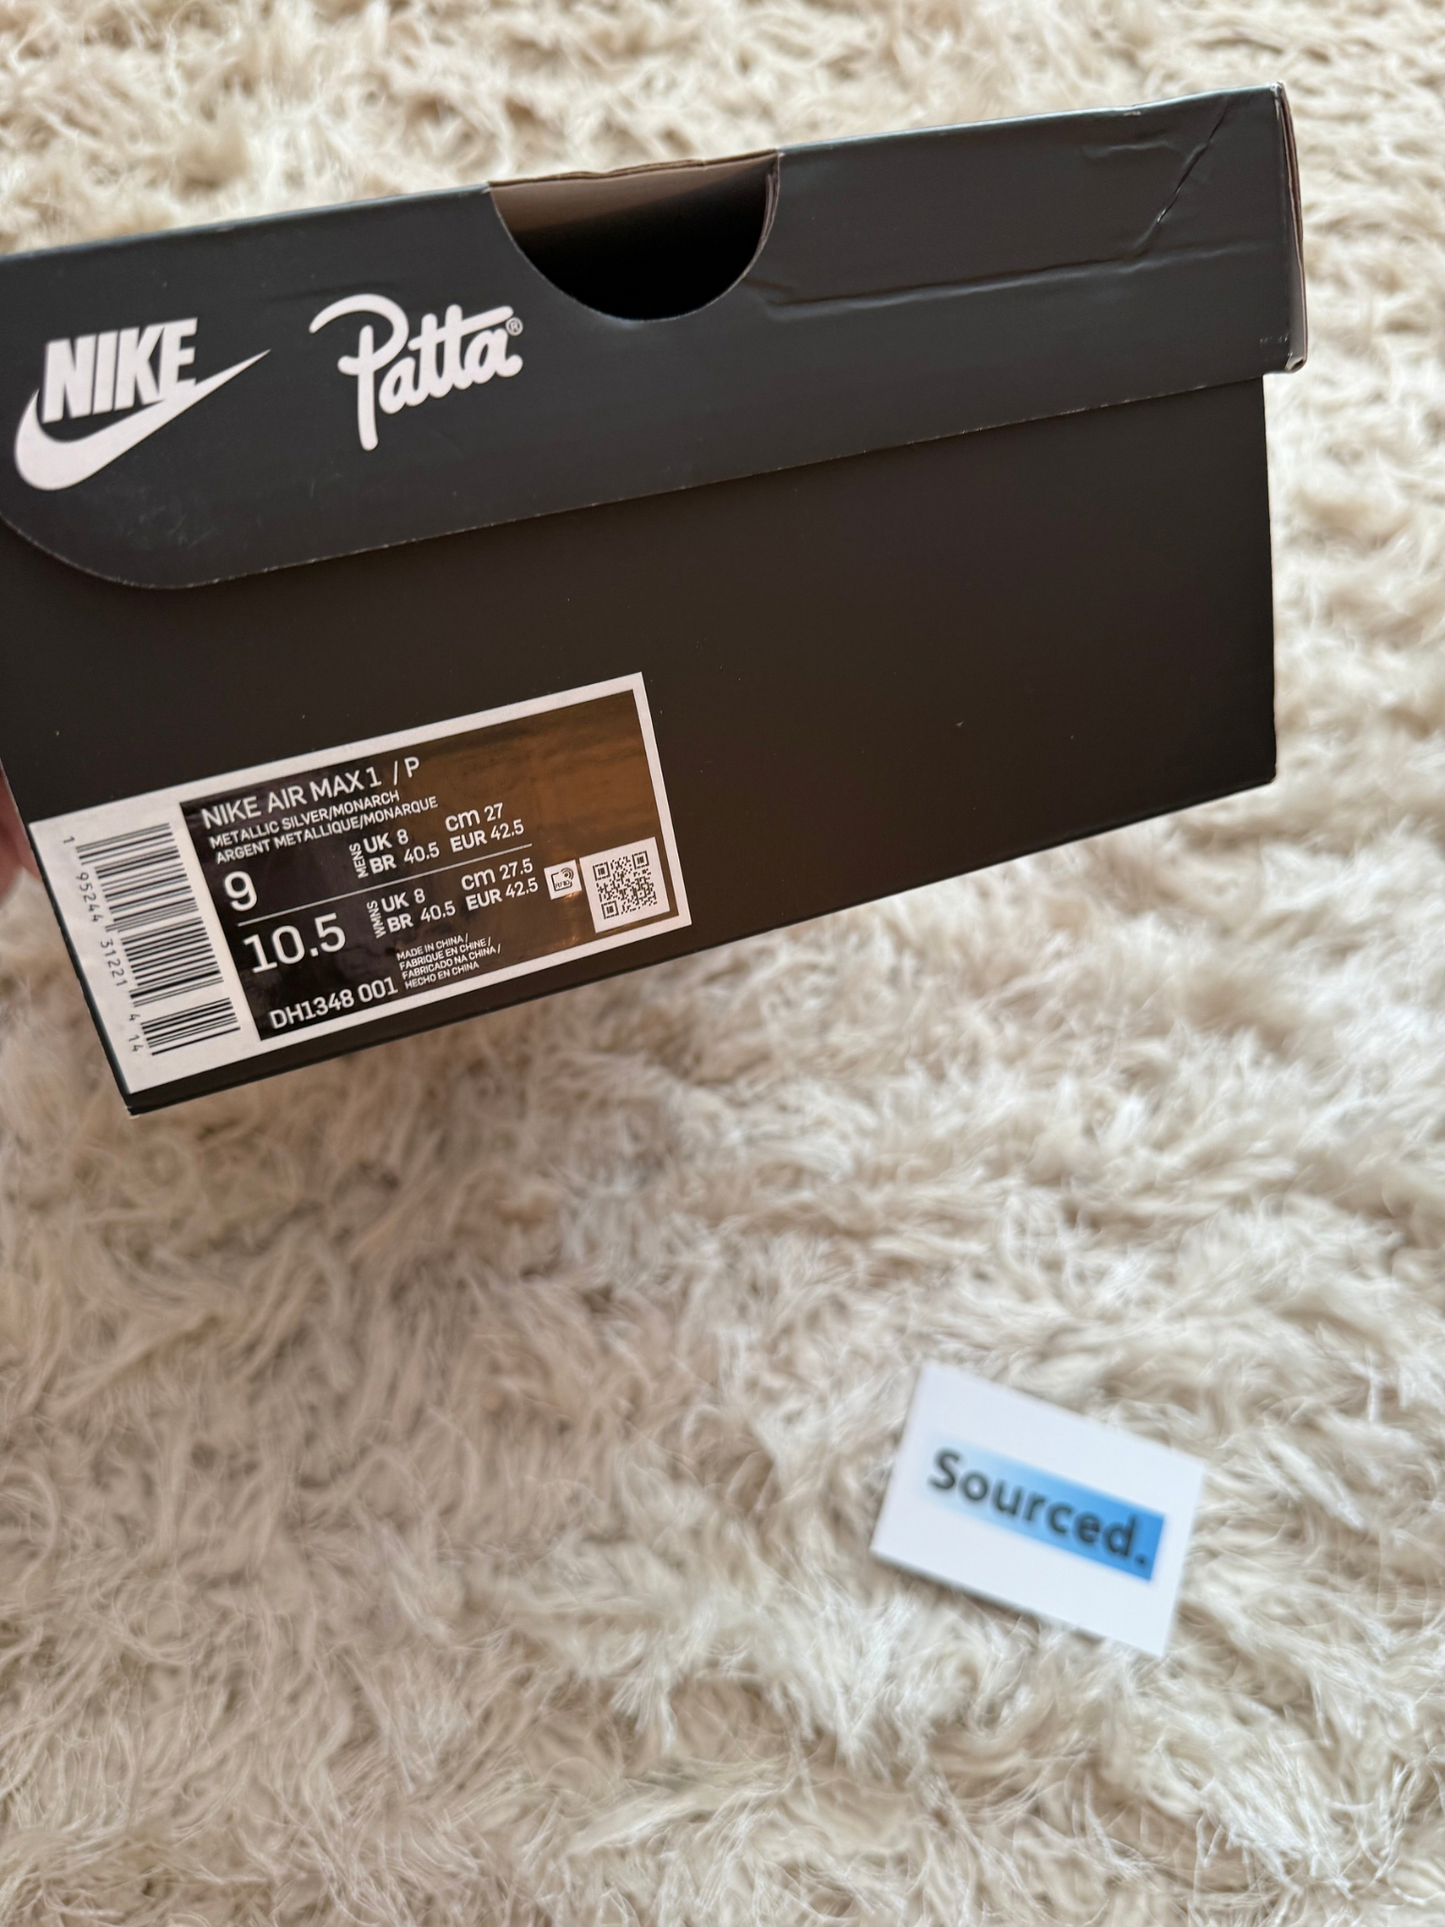 NIKE
Patta®
NIKE AIR MAX 1 / P
METALLIC SILVER/MONARCH
ARGENT METALLIQUE/MONARQUE
9
MENS
UK 8 cm 27
BR 40.5 EUR 42.5
10.5
WMNS
UK 8 cm 27.5
BR 40.5 EUR 42.5
MADE IN CHINA /
FABRIQUE EN CHINE /
FABRICADO NA CHINA /
HECHO EN CHINA
DH1348 001
1 95244 31221 4 14
Sourced.